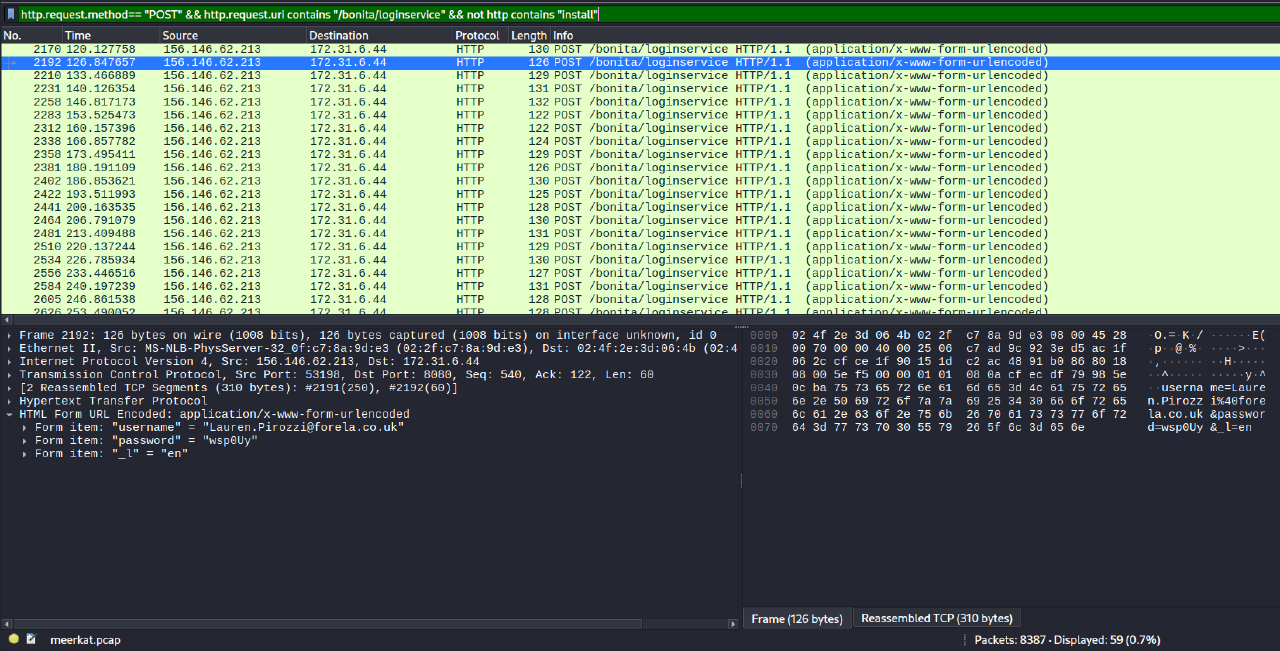 http.request.method== "POST" && http.request.uri contains "/bonita/loginservice" && not http contains "install"
No. Time Source Destination Protocol Length Info
2170 120.127758 156.146.62.213 172.31.6.44 HTTP 130 POST /bonita/loginservice HTTP/1.1 (application/x-www-form-urlencoded)
2192 126.847657 156.146.62.213 172.31.6.44 HTTP 126 POST /bonita/loginservice HTTP/1.1 (application/x-www-form-urlencoded)
2210 133.466889 156.146.62.213 172.31.6.44 HTTP 129 POST /bonita/loginservice HTTP/1.1 (application/x-www-form-urlencoded)
2231 140.126354 156.146.62.213 172.31.6.44 HTTP 131 POST /bonita/loginservice HTTP/1.1 (application/x-www-form-urlencoded)
2258 146.817173 156.146.62.213 172.31.6.44 HTTP 132 POST /bonita/loginservice HTTP/1.1 (application/x-www-form-urlencoded)
2283 153.525473 156.146.62.213 172.31.6.44 HTTP 122 POST /bonita/loginservice HTTP/1.1 (application/x-www-form-urlencoded)
2312 160.157396 156.146.62.213 172.31.6.44 HTTP 122 POST /bonita/loginservice HTTP/1.1 (application/x-www-form-urlencoded)
2338 166.857782 156.146.62.213 172.31.6.44 HTTP 124 POST /bonita/loginservice HTTP/1.1 (application/x-www-form-urlencoded)
2358 173.495411 156.146.62.213 172.31.6.44 HTTP 129 POST /bonita/loginservice HTTP/1.1 (application/x-www-form-urlencoded)
2381 180.191109 156.146.62.213 172.31.6.44 HTTP 126 POST /bonita/loginservice HTTP/1.1 (application/x-www-form-urlencoded)
2402 186.853621 156.146.62.213 172.31.6.44 HTTP 130 POST /bonita/loginservice HTTP/1.1 (application/x-www-form-urlencoded)
2422 193.511993 156.146.62.213 172.31.6.44 HTTP 125 POST /bonita/loginservice HTTP/1.1 (application/x-www-form-urlencoded)
2441 200.163535 156.146.62.213 172.31.6.44 HTTP 128 POST /bonita/loginservice HTTP/1.1 (application/x-www-form-urlencoded)
2464 206.791079 156.146.62.213 172.31.6.44 HTTP 130 POST /bonita/loginservice HTTP/1.1 (application/x-www-form-urlencoded)
2481 213.409488 156.146.62.213 172.31.6.44 HTTP 131 POST /bonita/loginservice HTTP/1.1 (application/x-www-form-urlencoded)
2510 220.137244 156.146.62.213 172.31.6.44 HTTP 129 POST /bonita/loginservice HTTP/1.1 (application/x-www-form-urlencoded)
2534 226.785934 156.146.62.213 172.31.6.44 HTTP 130 POST /bonita/loginservice HTTP/1.1 (application/x-www-form-urlencoded)
2556 233.446516 156.146.62.213 172.31.6.44 HTTP 127 POST /bonita/loginservice HTTP/1.1 (application/x-www-form-urlencoded)
2584 240.197239 156.146.62.213 172.31.6.44 HTTP 131 POST /bonita/loginservice HTTP/1.1 (application/x-www-form-urlencoded)
2605 246.861538 156.146.62.213 172.31.6.44 HTTP 128 POST /bonita/loginservice HTTP/1.1 (application/x-www-form-urlencoded)
2626 253.490052 156.146.62.213 172.31.6.44 HTTP 128 POST /bonita/loginservice HTTP/1.1 (application/x-www-form-urlencoded)
Frame 2192: 126 bytes on wire (1008 bits), 126 bytes captured (1008 bits) on interface unknown, id 0
Ethernet II, Src: MS-NLB-PhysServer-32_0f:c7:8a:9d:e3 (02:2f:c7:8a:9d:e3), Dst: 02:4f:2e:3d:06:4b (02:4
Internet Protocol Version 4, Src: 156.146.62.213, Dst: 172.31.6.44
Transmission Control Protocol, Src Port: 53198, Dst Port: 8080, Seq: 540, Ack: 122, Len: 60
[2 Reassembled TCP Segments (310 bytes): #2191(250), #2192(60)]
Hypertext Transfer Protocol
HTML Form URL Encoded: application/x-www-form-urlencoded
Form item: "username" = "Lauren.Pirozzi@forela.co.uk"
Form item: "password" = "wsp0Uy"
Form item: "_l" = "en"
0000 02 4f 2e 3d 06 4b 02 2f c7 8a 9d e3 08 00 45 28 ·O.=·K·/ ······E(
0010 00 70 00 00 40 00 25 06 c7 ad 9c 92 3e d5 ac 1f ·p··@·%· ····>···
0020 06 2c cf ce 1f 90 15 1d c2 ac 48 91 b0 86 80 18 ·,······ ··H·····
0030 08 00 5e f5 00 00 01 01 08 0a cf ec df 79 98 5e ··^····· ·····y·^
0040 0c ba 75 73 65 72 6e 61 6d 65 3d 4c 61 75 72 65 ··userna me=Laure
0050 6e 2e 50 69 72 6f 7a 7a 69 25 34 30 66 6f 72 65 n.Pirozz i%40fore
0060 6c 61 2e 63 6f 2e 75 6b 26 70 61 73 73 77 6f 72 la.co.uk &passwor
0070 64 3d 77 73 70 30 55 79 26 5f 6c 3d 65 6e d=wsp0Uy &_l=en
Frame (126 bytes) Reassembled TCP (310 bytes)
meerkat.pcap Packets: 8387 · Displayed: 59 (0.7%)